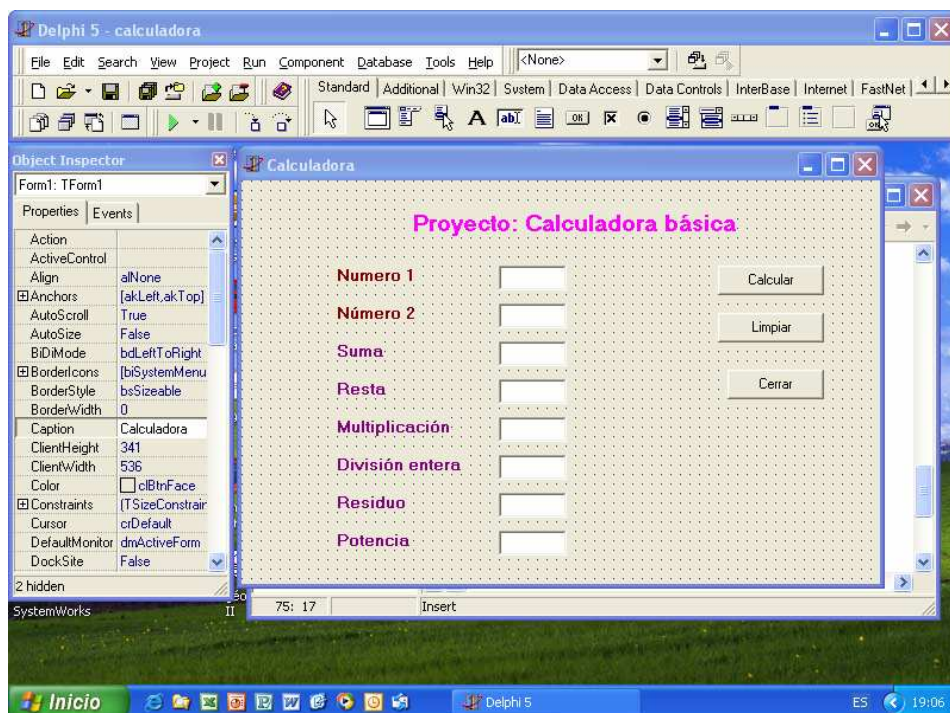 Delphi 5 - calculadora
File Edit Search View Project Run Component Database Tools Help <None>
Standard Additional Win32 System Data Access Data Controls InterBase Internet FastNet
Object Inspector
Form1: TForm1
Properties Events
Action
ActiveControl
Align alNone
Anchors [akLeft,akTop]
AutoScroll True
AutoSize False
BiDiMode bdLeftToRight
BorderIcons [biSystemMenu
BorderStyle bsSizeable
BorderWidth 0
Caption Calculadora
ClientHeight 341
ClientWidth 536
Color clBtnFace
Constraints (TSizeConstrair
Cursor crDefault
DefaultMonitor dmActiveForm
DockSite False
2 hidden
Calculadora
Proyecto: Calculadora básica
Numero 1
Número 2
Suma
Resta
Multiplicación
División entera
Residuo
Potencia
Calcular
Limpiar
Cerrar
75: 17 Insert
SystemWorks II
Inicio Delphi 5 ES 19:06